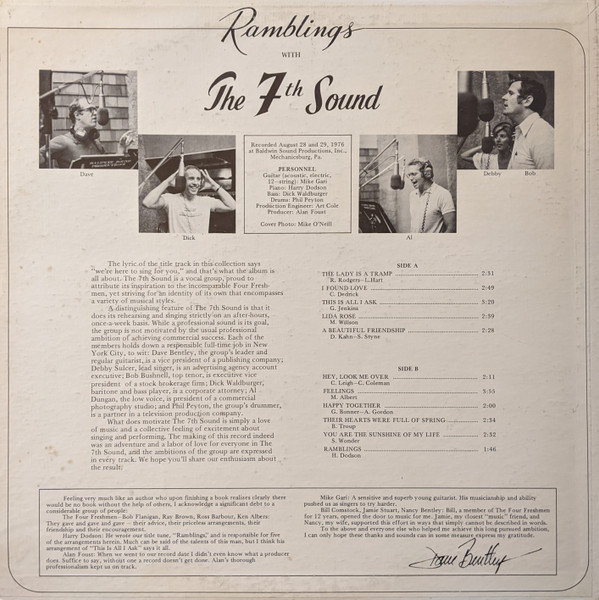 Ramblings
WITH
The 7th Sound
Dave
Dick
Recorded August 28 and 29, 1976
at Baldwin Sound Productions, Inc.,
Mechanicsburg, Pa.
PERSONNEL
Guitar (acoustic, electric,
12-string): Mike Gari
Piano: Harry Dodson
Bass: Dick Waldburger
Drums: Phil Peyton
Production Engineer: Art Cole
Producer: Alan Foust
Cover Photo: Mike O'Neill
Al
Debby Bob
The lyric of the title track in this collection says
"we're here to sing for you," and that's what the album is
all about. The 7th Sound is a vocal group, proud to
attribute its inspiration to the incomparable Four Fresh-
men, yet striving for an identity of its own that encompasses
a variety of musical styles.
A distinguishing feature of The 7th Sound is that it
does its rehearsing and singing strictly on an after-hours,
once-a-week basis. While a professional sound is its goal,
the group is not motivated by the usual professional
ambition of achieving commercial success. Each of the
members holds down a responsible full-time job in New
York City, to wit: Dave Bentley, the group's leader and
regular guitarist, is a vice president of a publishing company;
Debby Sulcer, lead singer, is an advertising agency account
executive; Bob Bushnell, top tenor, is executive vice
president of a stock brokerage firm; Dick Waldburger,
baritone and bass player, is a corporate attorney; Al
Dungan, the low voice, is president of a commercial
photography studio; and Phil Peyton, the group's drummer,
is a partner in a television production company.
What does motivate The 7th Sound is simply a love
of music and a collective feeling of excitement about
singing and performing. The making of this record indeed
was an adventure and a labor of love for everyone in The
7th Sound, and the ambitions of the group are expressed
in every track. We hope you'll share our enthusiasm about
the result!
SIDE A
THE LADY IS A TRAMP 2:31
R. Rodgers-L.Hart
I FOUND LOVE 2:49
C. Dedrick
THIS IS ALL I ASK 5:20
G. Jenkins
LIDA ROSE 2:39
M. Willson
A BEAUTIFUL FRIENDSHIP 2:28
D. Kahn-S. Styne
SIDE B
HEY, LOOK ME OVER 2:11
C. Leigh-C. Coleman
FEELINGS 3:55
M. Albert
HAPPY TOGETHER 2:00
G. Bonner-A. Gordon
THEIR HEARTS WERE FULL OF SPRING 2:34
B. Troup
YOU ARE THE SUNSHINE OF MY LIFE 2:32
S. Wonder
RAMBLINGS 1:46
H. Dodson
Feeling very much like an author who upon finishing a book realizes clearly there
would be no book without the help of others, I acknowledge a significant debt to a
considerable group of people:
The Four Freshmen- Bob Flanigan, Ray Brown, Ross Barbour, Ken Albers:
They gave and gave and gave - their advice, their priceless arrangements, their
friendship and their encouragement.
Harry Dodson: He wrote our title tune, "Ramblings," and is responsible for five
of the arrangements herein. Much can be said of the talents of this man, but I think his
arrangement of "This is All I Ask" says it all.
Alan Foust: When we went to our record date I didn't even know what a producer
does. Suffice to say, without one a record doesn't get done. Alan's thorough
professionalism kept us on track.
Mike Gari: A sensitive and superb young guitarist. His musicianship and ability
pushed us as singers to try harder.
Bill Comstock, Jamie Stuart, Nancy Bentley: Bill, a member of The Four Freshmen
for 12 years, opened the door to music for me. Jamie, my closest "music" friend, and
Nancy, my wife, supported this effort in ways that simply cannot be described in words.
To the above and everyone else who helped me achieve this long pursued ambition,
I can only hope these thanks and sounds can in some measure express my gratitude.
Dave Bentley